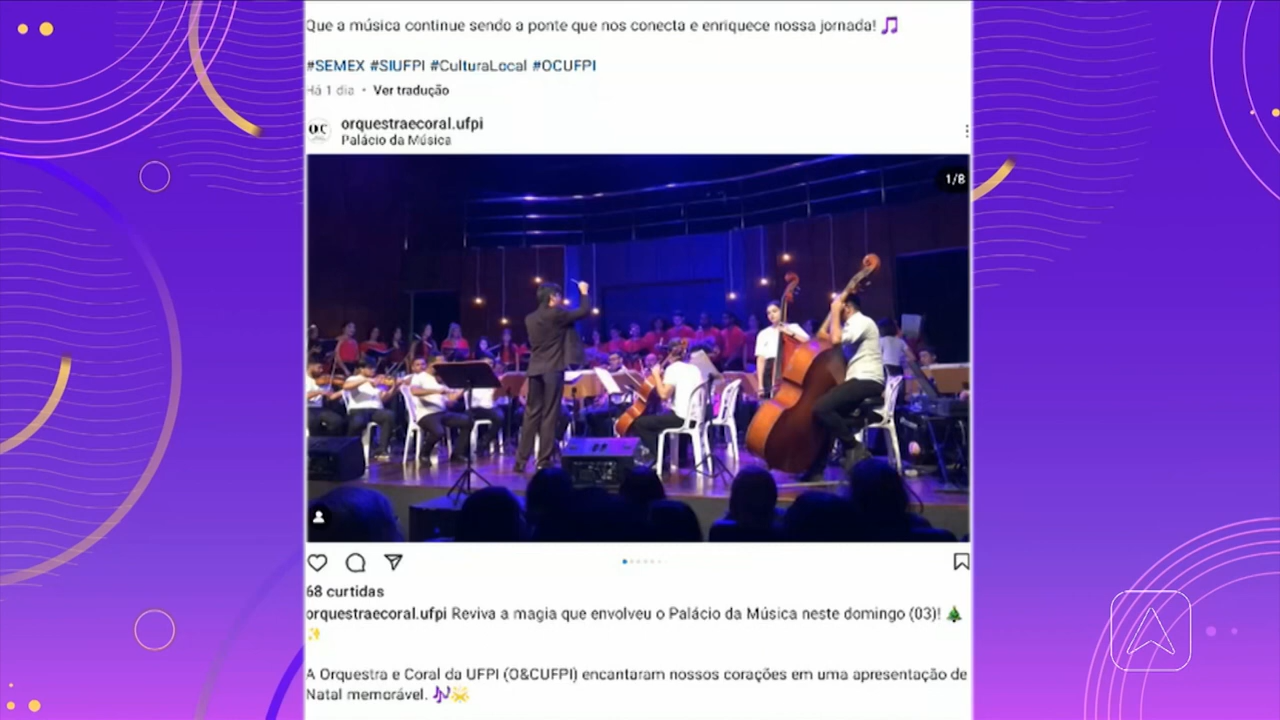 Que a música continue sendo a ponte que nos conecta e enriquece nossa jornada! 🎵
#SEMEX #SIUFPI #CulturaLocal #OCUFPI
Há 1 dia • Ver tradução
O&C
orquestraecoral.ufpi
Palácio da Música
1/8
68 curtidas
orquestraecoral.ufpi Reviva a magia que envolveu o Palácio da Música neste domingo (03)! 🎄
✨
A Orquestra e Coral da UFPI (O&CUFPI) encantaram nossos corações em uma apresentação de
Natal memorável. 🎶🌟